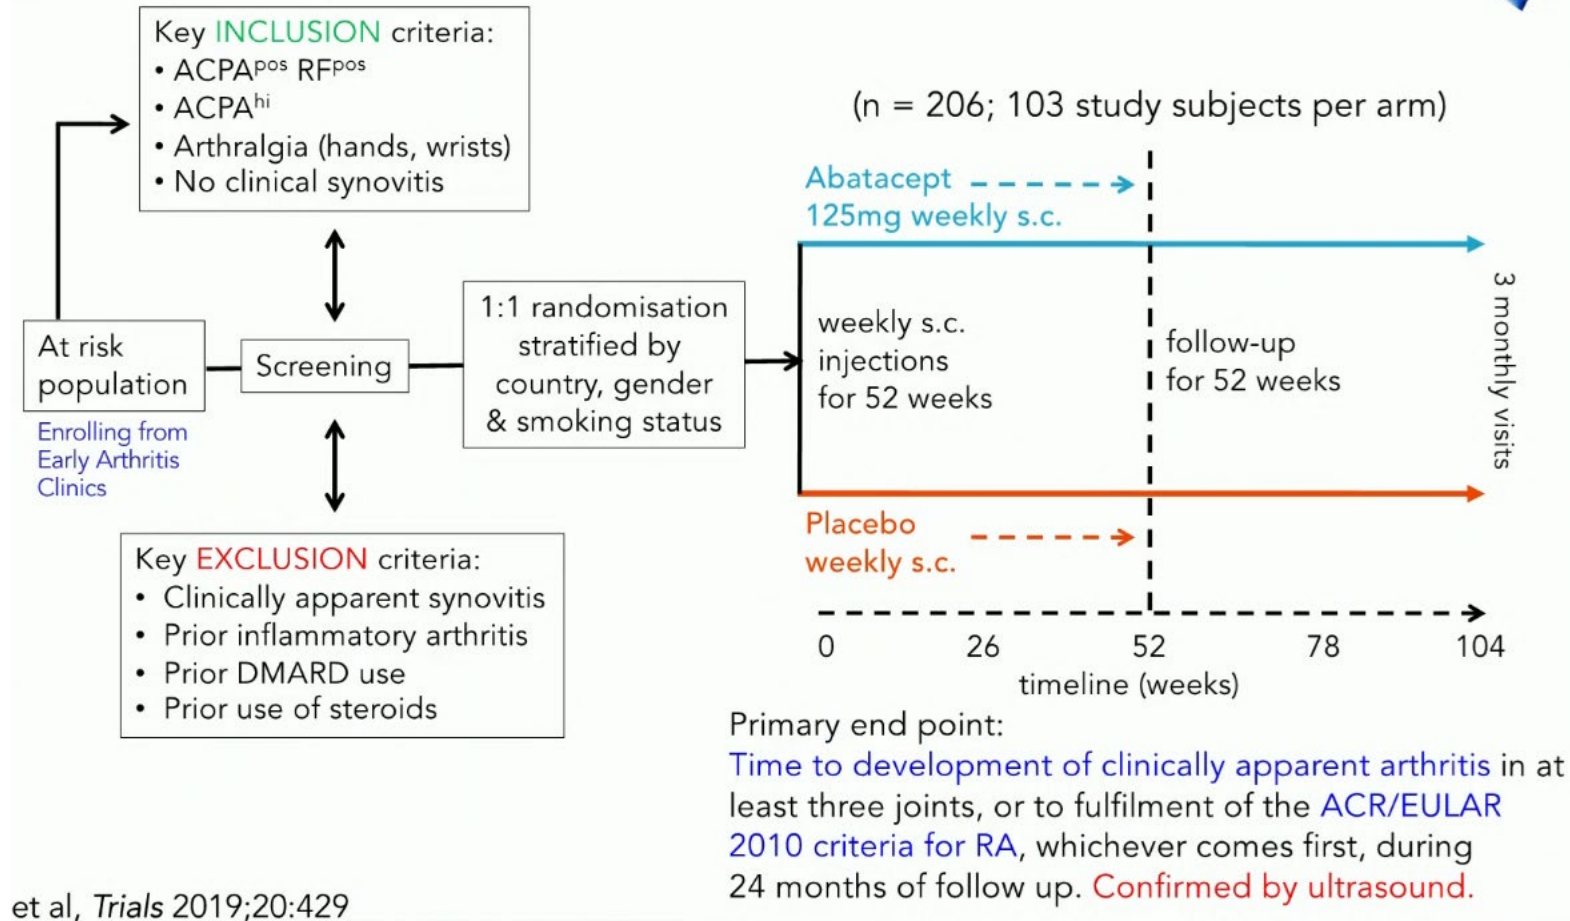 Key INCLUSION criteria:
• ACPApos RFpos
• ACPAhi
• Arthralgia (hands, wrists)
• No clinical synovitis
At risk
population
Enrolling from
Early Arthritis
Clinics
Screening
Key EXCLUSION criteria:
• Clinically apparent synovitis
• Prior inflammatory arthritis
• Prior DMARD use
• Prior use of steroids
1:1 randomisation
stratified by
country, gender
& smoking status
(n = 206; 103 study subjects per arm)
Abatacept
125mg weekly s.c.
weekly s.c.
injections
for 52 weeks
follow-up
for 52 weeks
3 monthly visits
Placebo
weekly s.c.
0 26 52 78 104
timeline (weeks)
Primary end point:
Time to development of clinically apparent arthritis in at
least three joints, or to fulfilment of the ACR/EULAR
2010 criteria for RA, whichever comes first, during
24 months of follow up. Confirmed by ultrasound.
et al, Trials 2019;20:429